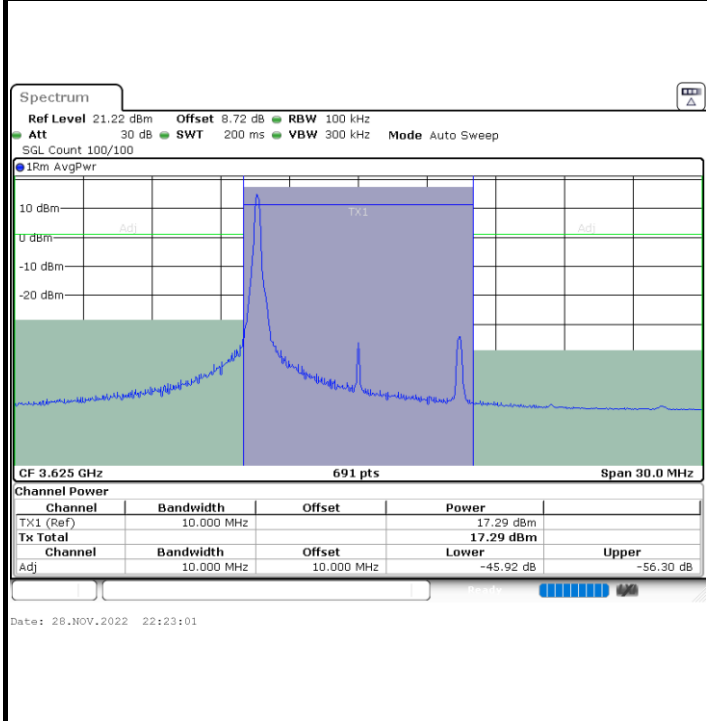 Spectrum
Ref Level 21.22 dBm Offset 8.72 dB RBW 100 kHz
Att 30 dB SWT 200 ms VBW 300 kHz Mode Auto Sweep
SGL Count 100/100
1Rm AvgPwr
10 dBm
TX1
Adj Adj
0 dBm
-10 dBm
-20 dBm
CF 3.625 GHz 691 pts Span 30.0 MHz
Channel Power
Channel Bandwidth Offset Power
TX1 (Ref) 10.000 MHz 17.29 dBm
Tx Total 17.29 dBm
Channel Bandwidth Offset Lower Upper
Adj 10.000 MHz 10.000 MHz -45.92 dB -56.30 dB
Ready
Date: 28.NOV.2022 22:23:01